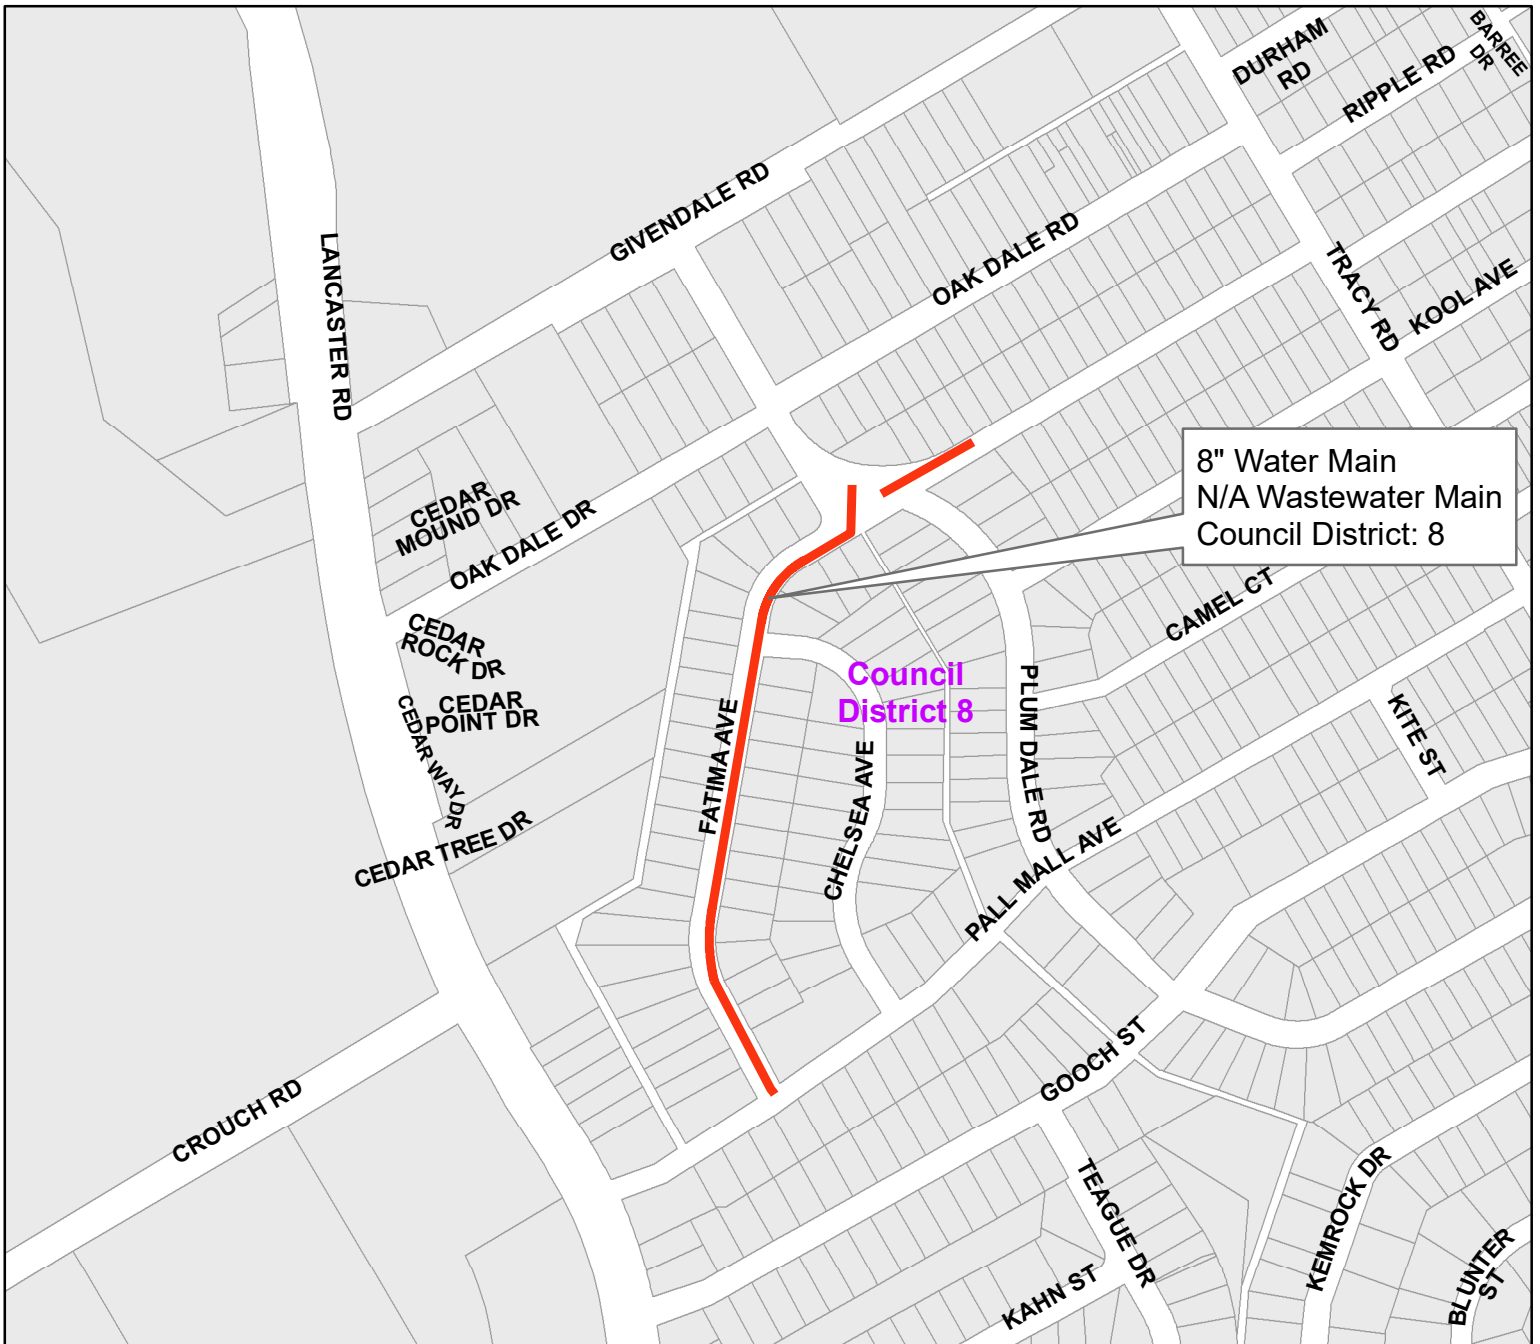 BARREE
DR
DURHAM
RD
RIPPLE RD
GIVENDALE RD
LANCASTER RD
OAK DALE RD
TRACY RD
KOOL AVE
8" Water Main
N/A Wastewater Main
Council District: 8
CEDAR
MOUND DR
OAK DALE DR
CEDAR
ROCK DR
CEDAR
POINT DR
CEDAR WAY DR
CEDAR TREE DR
CAMEL CT
Council
District 8
FATIMA AVE
CHELSEA AVE
PLUM DALE RD
KITE ST
PALL MALL AVE
GOOCH ST
CROUCH RD
TEAGUE DR
KEMROCK DR
KAHN ST
BLUNTER
ST